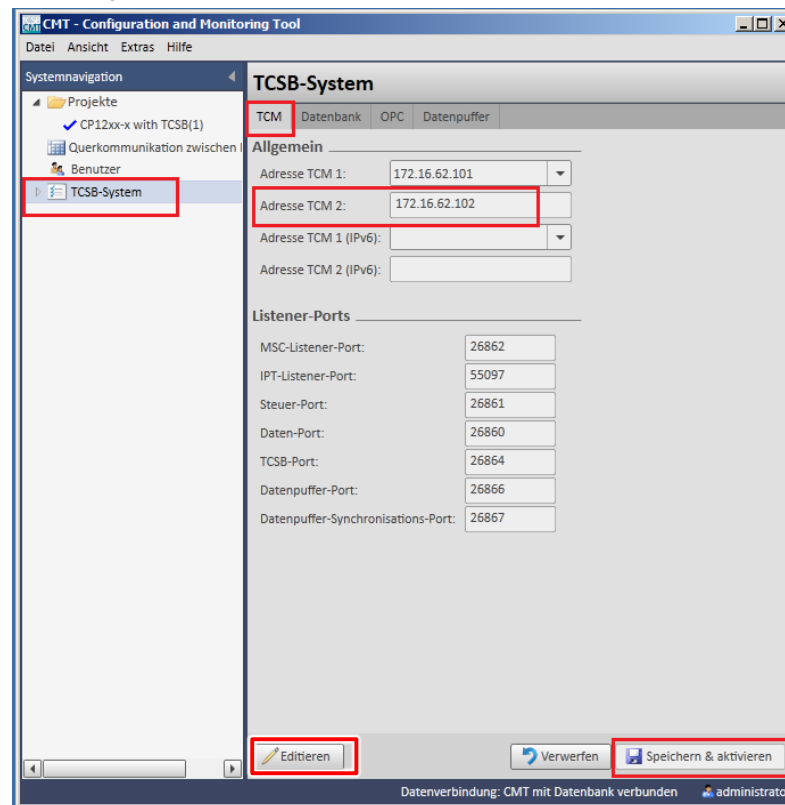 CMT - Configuration and Monitoring Tool
Datei Ansicht Extras Hilfe
Systemnavigation
Projekte
CP12xx-x with TCSB(1)
Querkommunikation zwischen
Benutzer
TCSB-System
TCSB-System
TCM Datenbank OPC Datenpuffer
Allgemein
Adresse TCM 1: 172.16.62.101
Adresse TCM 2: 172.16.62.102
Adresse TCM 1 (IPv6):
Adresse TCM 2 (IPv6):
Listener-Ports
MSC-Listener-Port: 26862
IPT-Listener-Port: 55097
Steuer-Port: 26861
Daten-Port: 26860
TCSB-Port: 26864
Datenpuffer-Port: 26866
Datenpuffer-Synchronisations-Port: 26867
Editieren Verwerfen Speichern & aktivieren
Datenverbindung: CMT mit Datenbank verbunden administrato